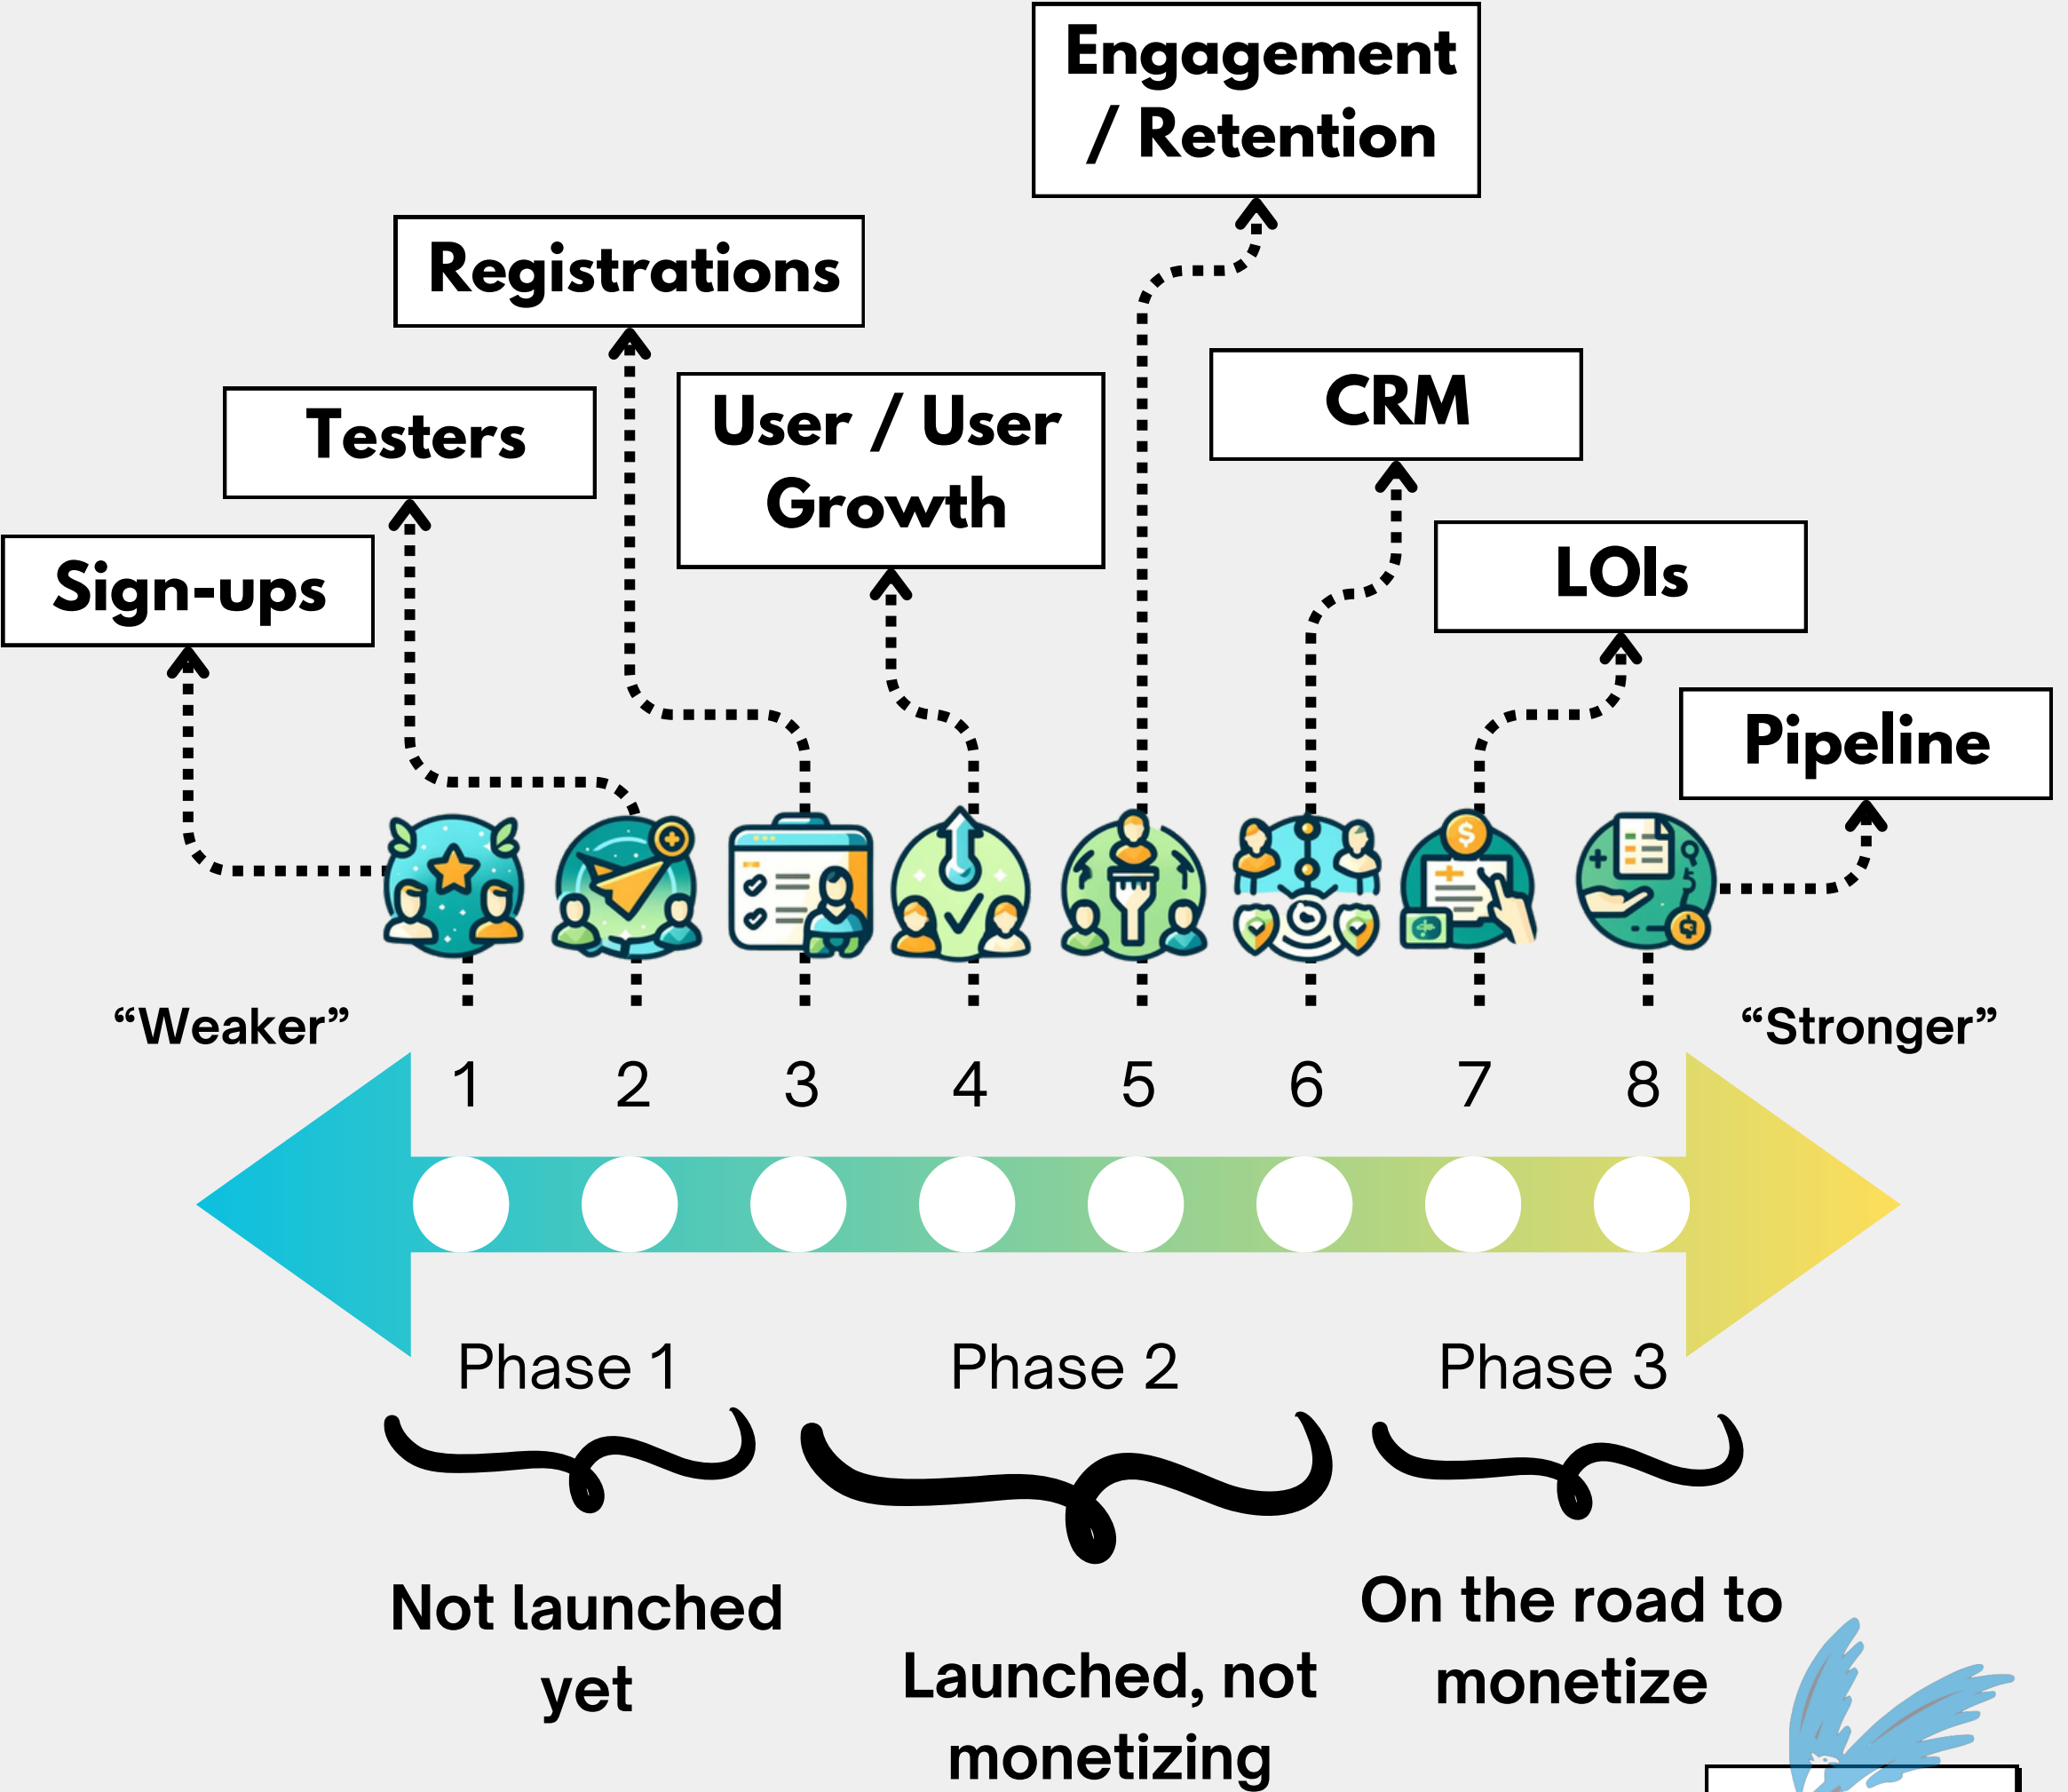 Engagement
/ Retention
Registrations
User / User
Growth
CRM
Testers
LOIs
Sign-ups
Pipeline
“Weaker”
“Stronger”
1
2
3
4
5
6
7
8
Phase 1
Phase 2
Phase 3
Not launched
yet
Launched, not
monetizing
On the road to
monetize